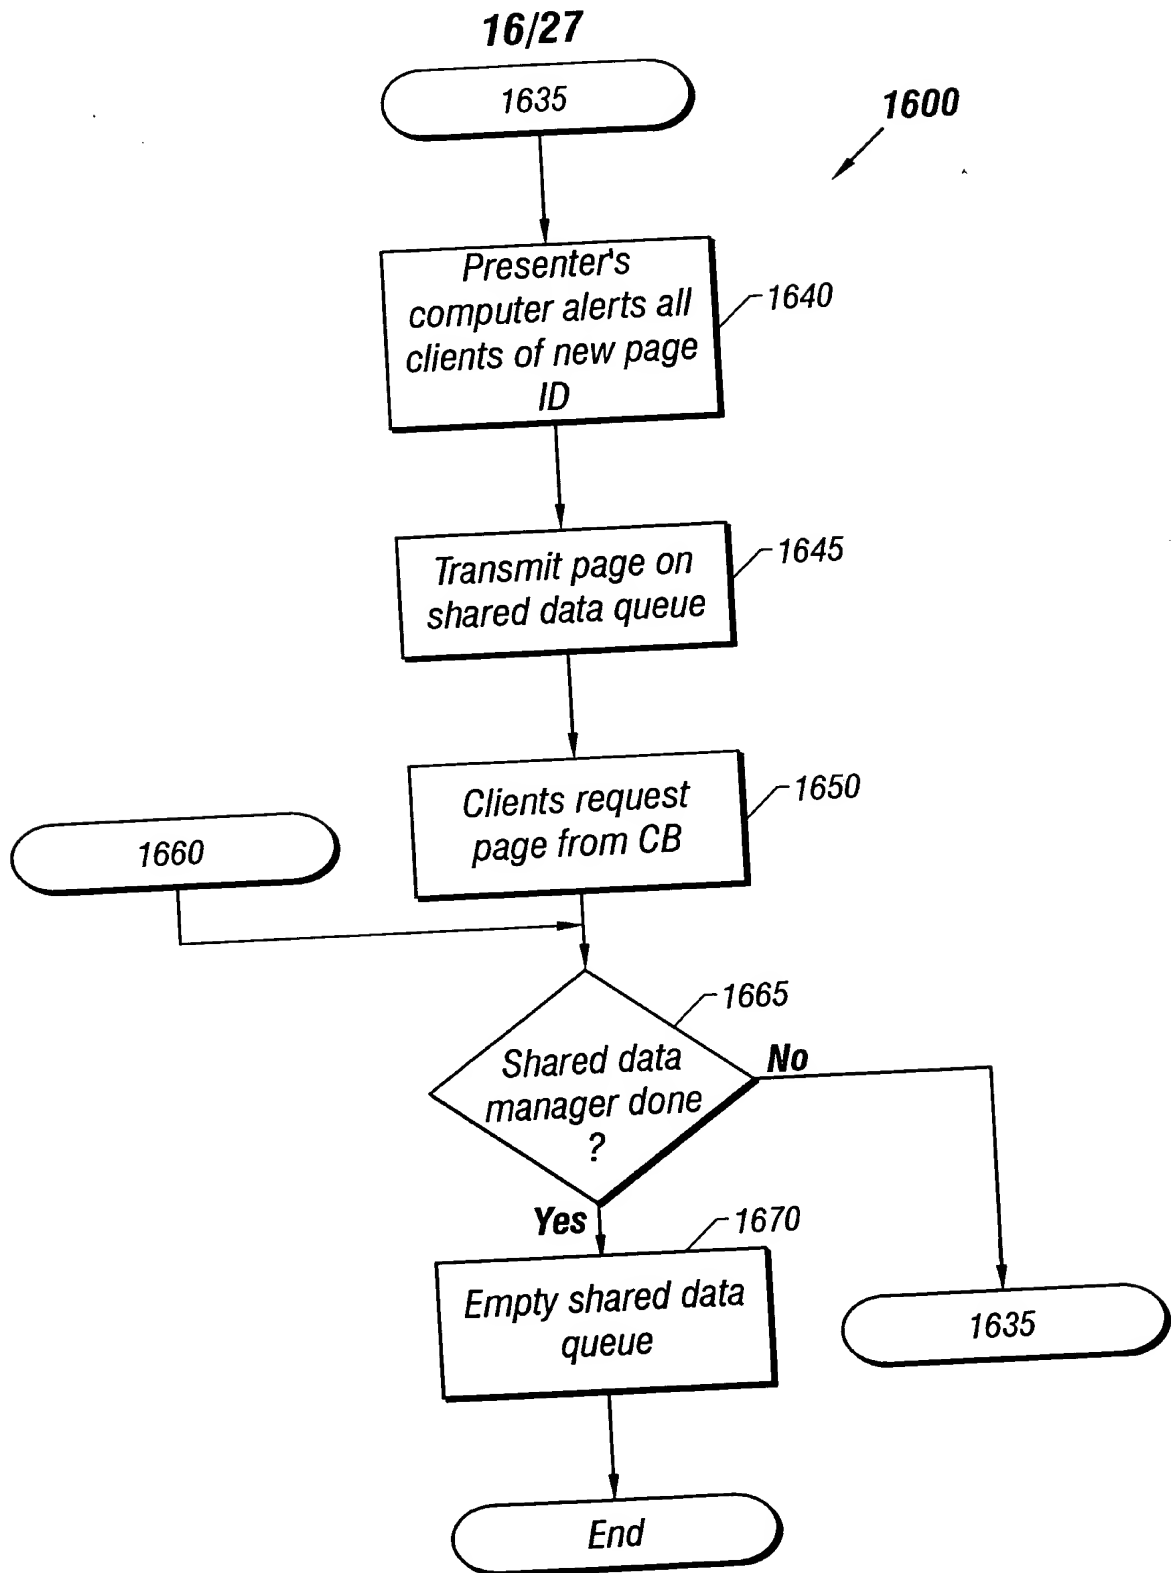 16/27
1635
1600
Presenter's
computer alerts all
clients of new page
ID
1640
Transmit page on
shared data queue
1645
Clients request
page from CB
1650
1660
1665
Shared data
manager done
?
No
Yes
1670
Empty shared data
queue
1635
End